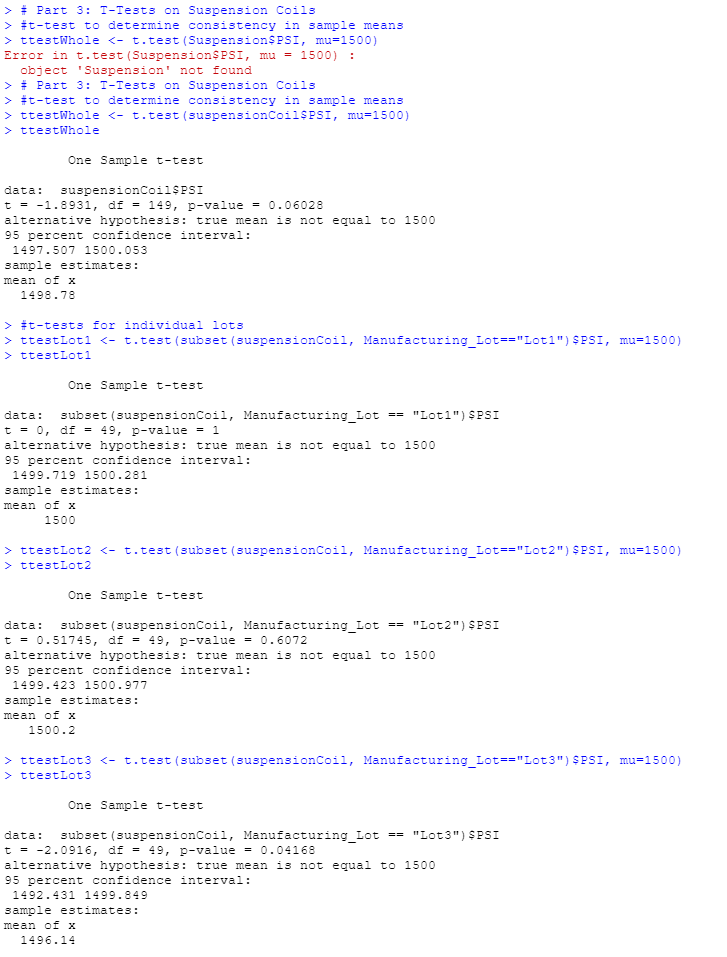 > # Part 3: T-Tests on Suspension Coils
> #t-test to determine consistency in sample means
> ttestWhole <- t.test(Suspension$PSI, mu=1500)
Error in t.test(Suspension$PSI, mu = 1500) :
  object 'Suspension' not found
> # Part 3: T-Tests on Suspension Coils
> #t-test to determine consistency in sample means
> ttestWhole <- t.test(suspensionCoil$PSI, mu=1500)
> ttestWhole

        One Sample t-test

data:  suspensionCoil$PSI
t = -1.8931, df = 149, p-value = 0.06028
alternative hypothesis: true mean is not equal to 1500
95 percent confidence interval:
 1497.507 1500.053
sample estimates:
mean of x
  1498.78

> #t-tests for individual lots
> ttestLot1 <- t.test(subset(suspensionCoil, Manufacturing_Lot=="Lot1")$PSI, mu=1500)
> ttestLot1

        One Sample t-test

data:  subset(suspensionCoil, Manufacturing_Lot == "Lot1")$PSI
t = 0, df = 49, p-value = 1
alternative hypothesis: true mean is not equal to 1500
95 percent confidence interval:
 1499.719 1500.281
sample estimates:
mean of x
     1500

> ttestLot2 <- t.test(subset(suspensionCoil, Manufacturing_Lot=="Lot2")$PSI, mu=1500)
> ttestLot2

        One Sample t-test

data:  subset(suspensionCoil, Manufacturing_Lot == "Lot2")$PSI
t = 0.51745, df = 49, p-value = 0.6072
alternative hypothesis: true mean is not equal to 1500
95 percent confidence interval:
 1499.423 1500.977
sample estimates:
mean of x
   1500.2

> ttestLot3 <- t.test(subset(suspensionCoil, Manufacturing_Lot=="Lot3")$PSI, mu=1500)
> ttestLot3

        One Sample t-test

data:  subset(suspensionCoil, Manufacturing_Lot == "Lot3")$PSI
t = -2.0916, df = 49, p-value = 0.04168
alternative hypothesis: true mean is not equal to 1500
95 percent confidence interval:
 1492.431 1499.849
sample estimates:
mean of x
  1496.14